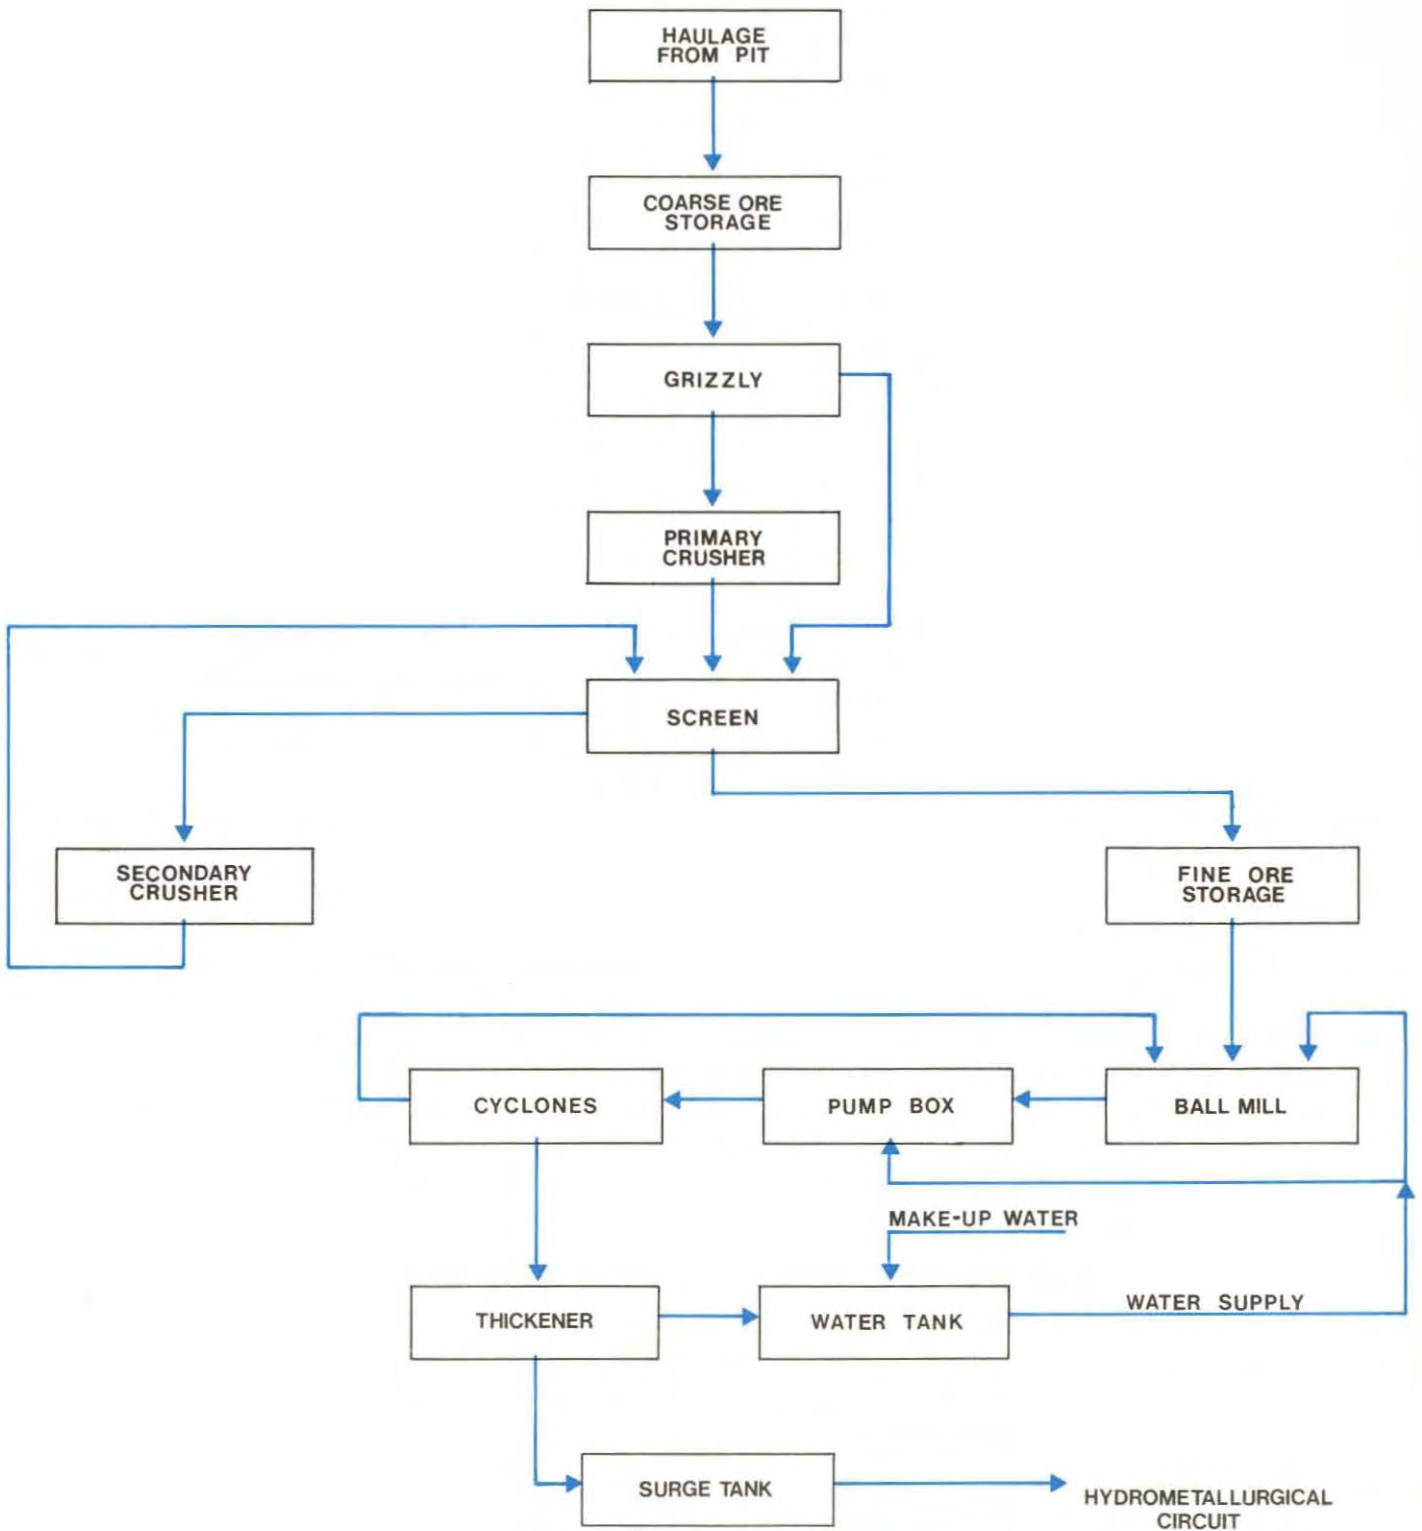 HAULAGE
FROM PIT
COARSE ORE
STORAGE
GRIZZLY
PRIMARY
CRUSHER
SCREEN
SECONDARY
CRUSHER
FINE ORE
STORAGE
CYCLONES
PUMP BOX
BALL MILL
MAKE-UP WATER
THICKENER
WATER TANK
WATER SUPPLY
SURGE TANK
HYDROMETALLURGICAL
CIRCUIT